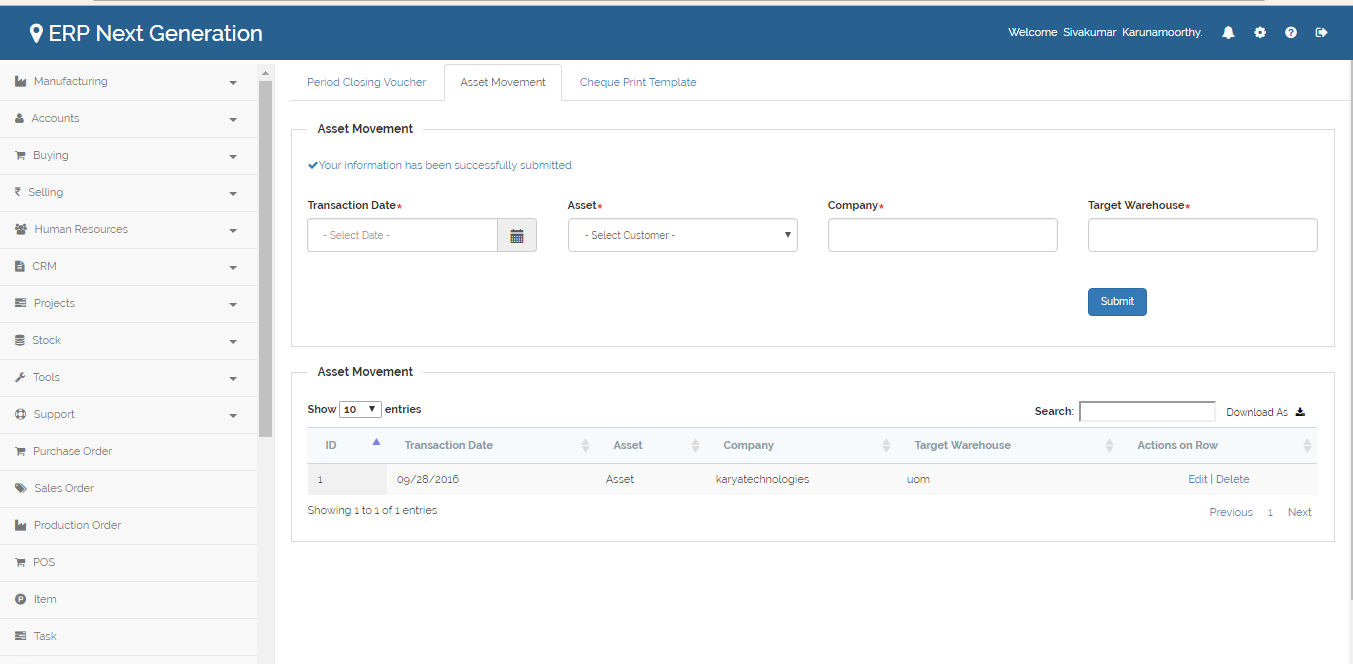 ERP Next Generation
Welcome Sivakumar Karunamoorthy.
Manufacturing
Accounts
Buying
Selling
Human Resources
CRM
Projects
Stock
Tools
Support
Purchase Order
Sales Order
Production Order
POS
Item
Task
Period Closing Voucher Asset Movement Cheque Print Template
Asset Movement
Your information has been successfully submitted.
Transaction Date* Asset* Company* Target Warehouse*
- Select Date - - Select Customer -
Submit
Asset Movement
Show 10 entries Search: Download As
ID Transaction Date Asset Company Target Warehouse Actions on Row
1 09/28/2016 Asset karyatechnologies uom Edit | Delete
Showing 1 to 1 of 1 entries
Previous 1 Next